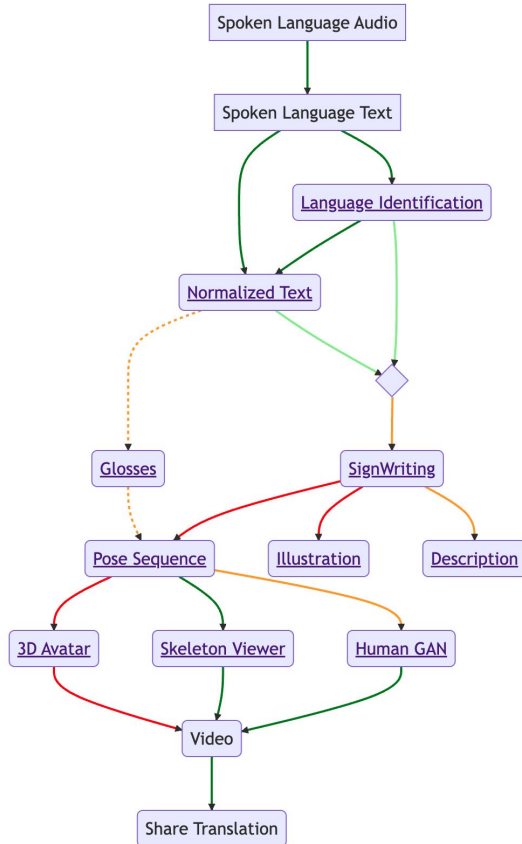 Spoken Language Audio
Spoken Language Text
Language Identification
Normalized Text
Glosses
SignWriting
Pose Sequence
Illustration
Description
3D Avatar
Skeleton Viewer
Human GAN
Video
Share Translation